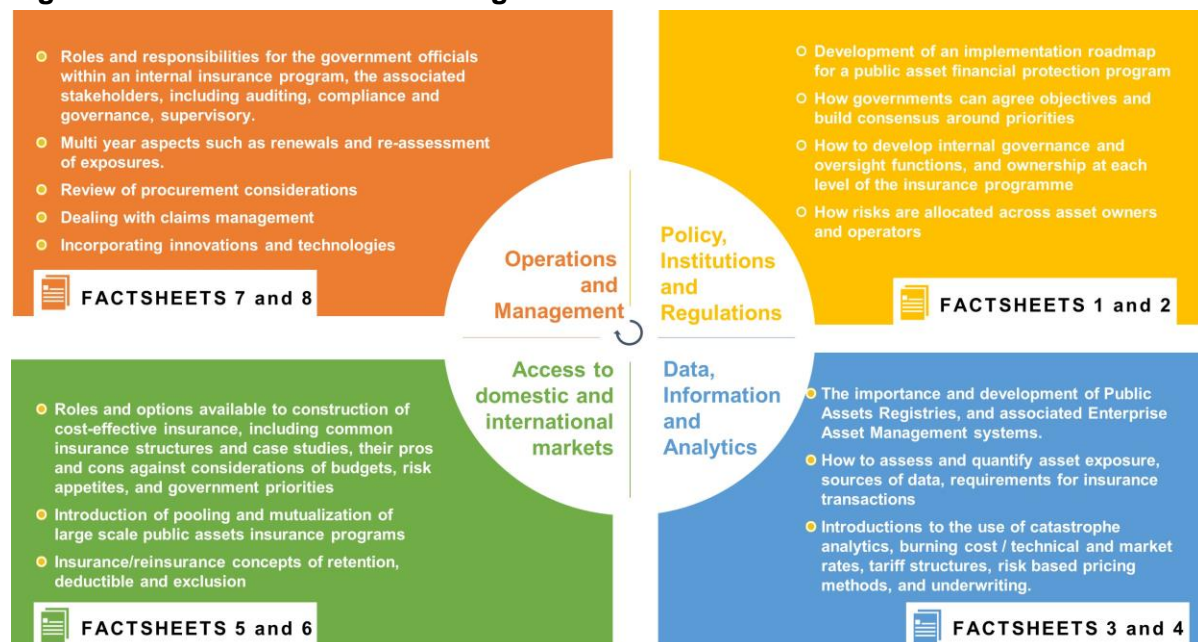 Roles and responsibilities for the government officials
within an internal insurance program, the associated
stakeholders, including auditing, compliance and
governance, supervisory.
Multi year aspects such as renewals and re-assessment
of exposures.
Review of procurement considerations
Dealing with claims management
Incorporating innovations and technologies
FACTSHEETS 7 and 8
Development of an implementation roadmap
for a public asset financial protection program
How governments can agree objectives and
build consensus around priorities
How to develop internal governance and
oversight functions, and ownership at each
level of the insurance programme
How risks are allocated across asset owners
and operators
FACTSHEETS 1 and 2
Operations
and
Management
Policy,
Institutions
and
Regulations
Access to
domestic and
international
markets
Data,
Information
and
Analytics
Roles and options available to construction of
cost-effective insurance, including common
insurance structures and case studies, their pros
and cons against considerations of budgets, risk
appetites, and government priorities
Introduction of pooling and mutualization of
large scale public assets insurance programs
Insurance/reinsurance concepts of retention,
deductible and exclusion
FACTSHEETS 5 and 6
The importance and development of Public
Assets Registries, and associated Enterprise
Asset Management systems.
How to assess and quantify asset exposure,
sources of data, requirements for insurance
transactions
Introductions to the use of catastrophe
analytics, burning cost / technical and market
rates, tariff structures, risk based pricing
methods, and underwriting.
FACTSHEETS 3 and 4